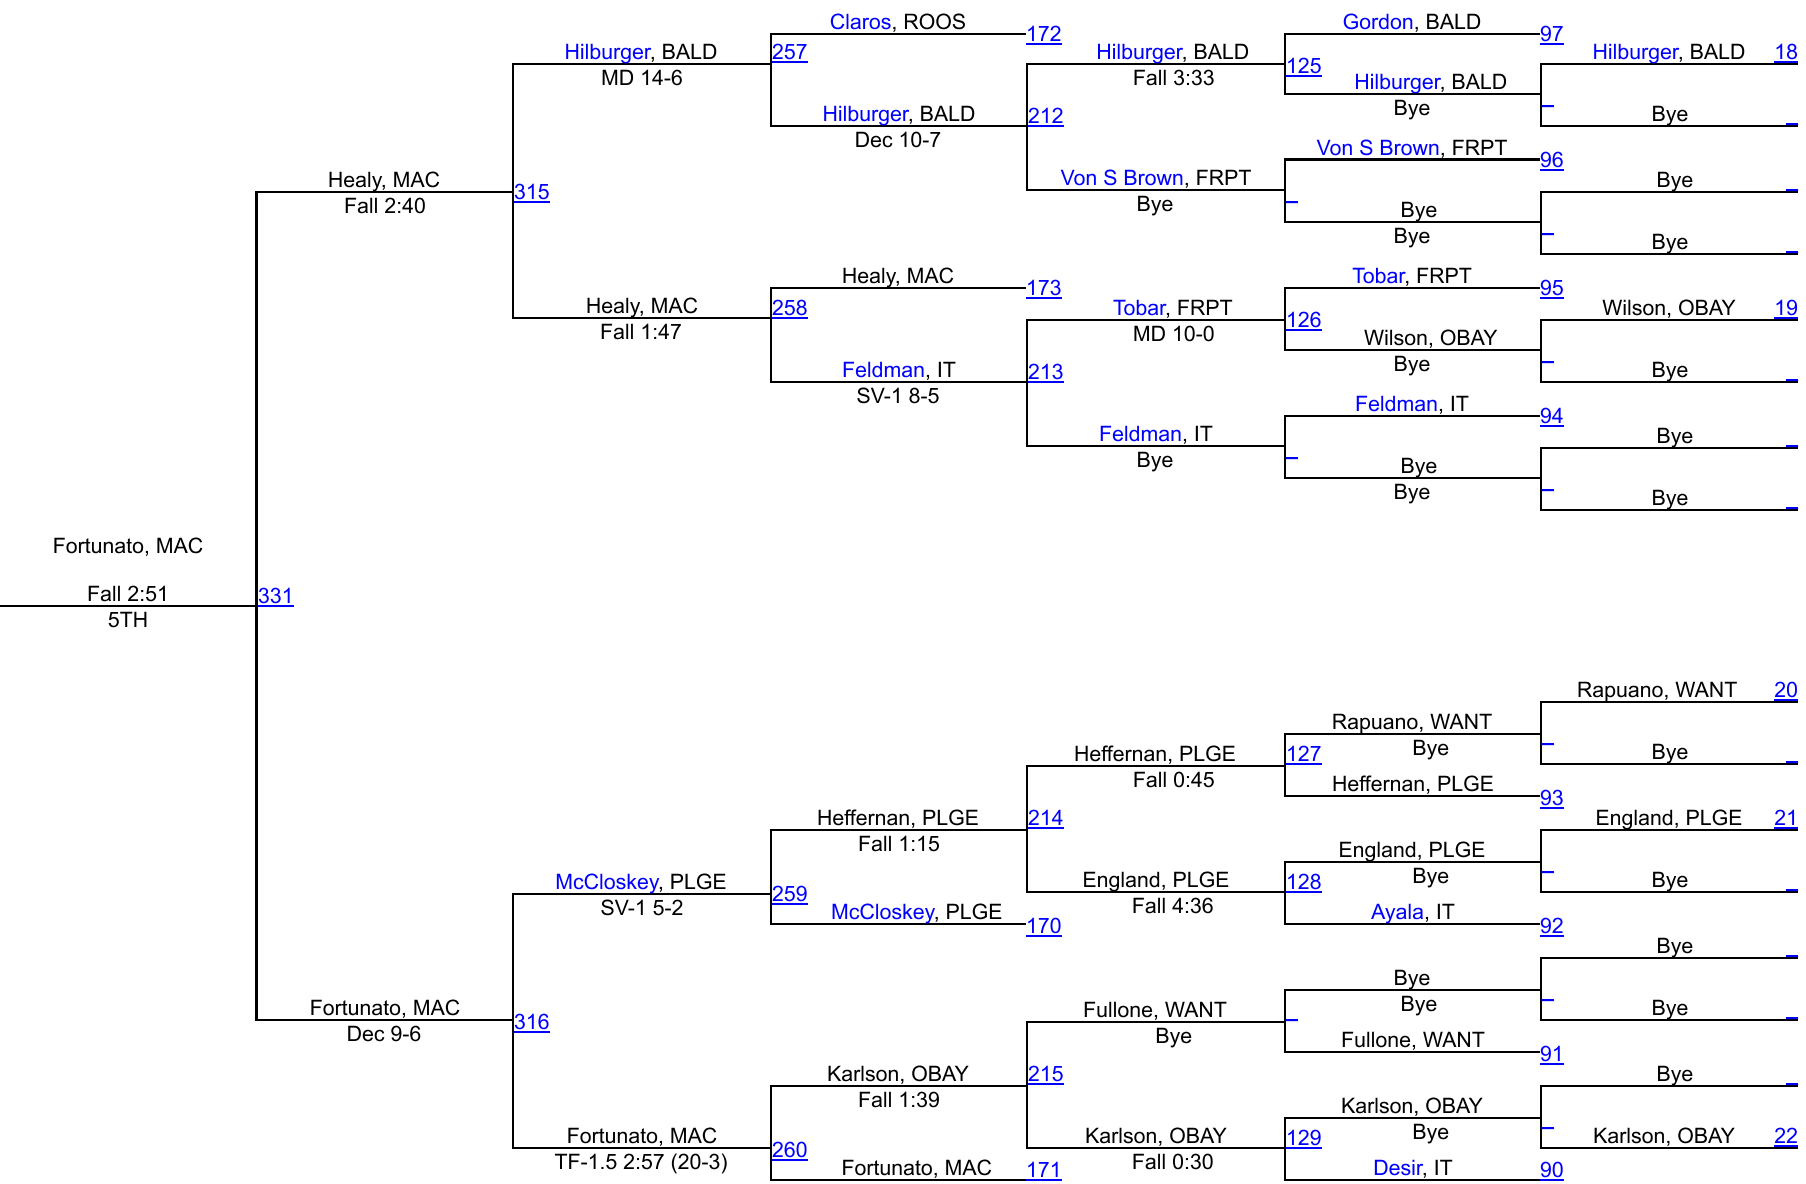 Claros, ROOS
172
Gordon, BALD
97
Hilburger, BALD
MD 14-6
257
Hilburger, BALD
Fall 3:33
125
Hilburger, BALD
Bye
Hilburger, BALD
18
Hilburger, BALD
Dec 10-7
212
Bye
Von S Brown, FRPT
96
Healy, MAC
Fall 2:40
315
Von S Brown, FRPT
Bye
Bye
Bye
Bye
Bye
Healy, MAC
173
Tobar, FRPT
95
Healy, MAC
Fall 1:47
258
Tobar, FRPT
MD 10-0
126
Wilson, OBAY
Bye
Wilson, OBAY
19
Feldman, IT
SV-1 8-5
213
Bye
Feldman, IT
94
Feldman, IT
Bye
Bye
Bye
Bye
Bye
Fortunato, MAC
Fall 2:51
5TH
331
Rapuano, WANT
20
Rapuano, WANT
Bye
Heffernan, PLGE
Fall 0:45
127
Bye
Heffernan, PLGE
93
Heffernan, PLGE
Fall 1:15
214
England, PLGE
21
England, PLGE
Bye
McCloskey, PLGE
SV-1 5-2
259
England, PLGE
Fall 4:36
128
Bye
McCloskey, PLGE
170
Ayala, IT
92
Bye
Bye
Bye
Fortunato, MAC
Dec 9-6
316
Fullone, WANT
Bye
Bye
Fullone, WANT
91
Karlson, OBAY
Fall 1:39
215
Bye
Karlson, OBAY
Bye
Fortunato, MAC
TF-1.5 2:57 (20-3)
260
Karlson, OBAY
Fall 0:30
129
Karlson, OBAY
22
Fortunato, MAC
171
Desir, IT
90